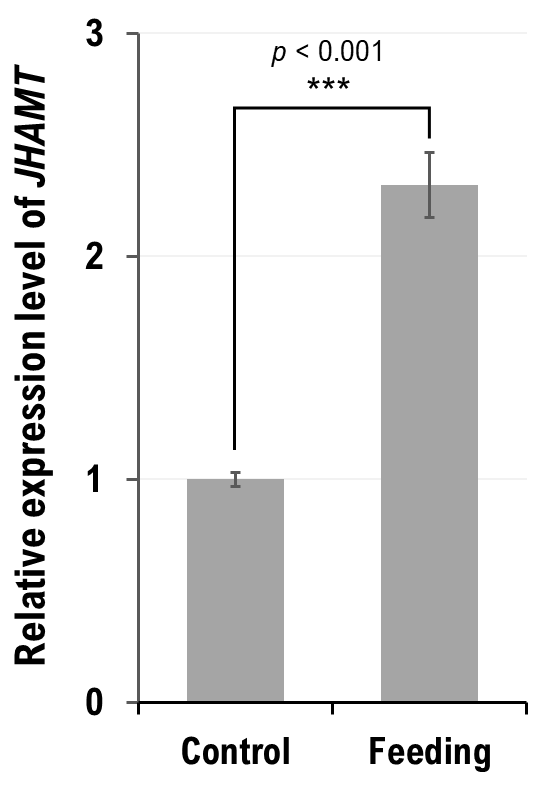 Relative expression level of JHAMT
3
p < 0.001
***
2
1
0
Control Feeding